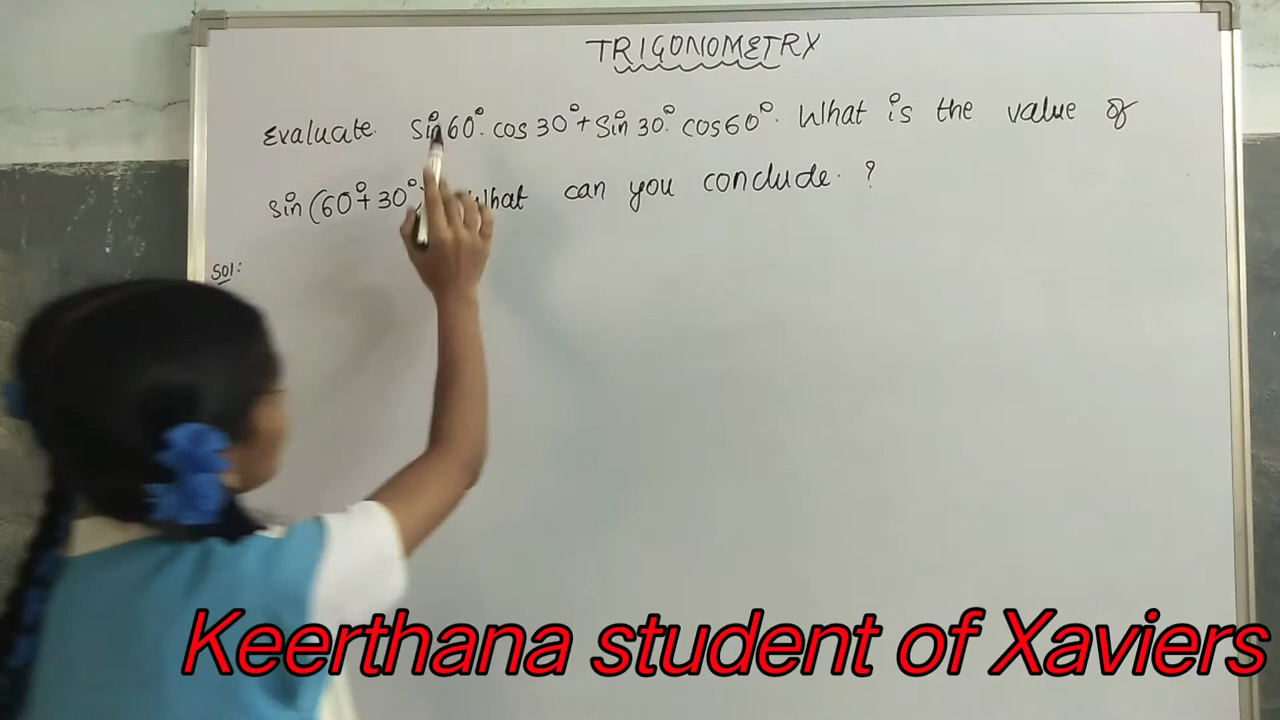 TRIGONOMETRY
Evaluate. sin 60°. cos 30° + sin 30°. cos 60°. What is the value of
sin (60° + 30°) What can you conclude. ?
Sol:
Keerthana student of Xaviers